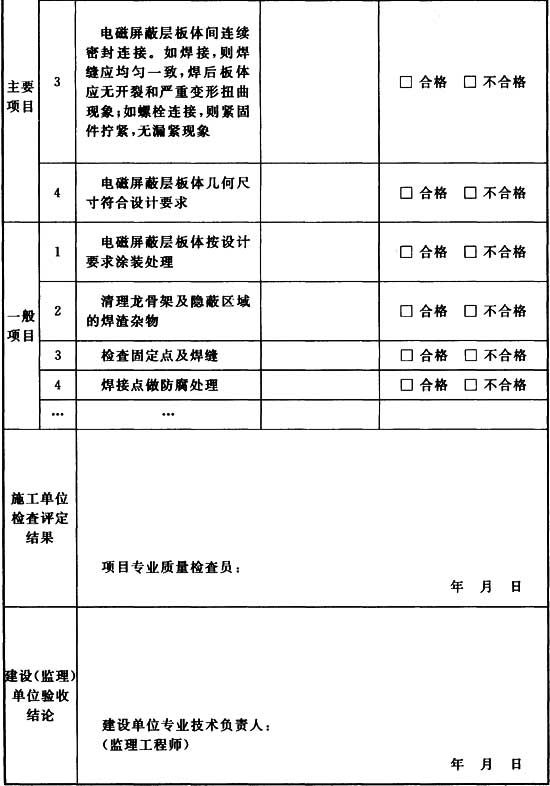 电磁屏蔽层板体间连续
密封连接。如焊接,则焊
缝应均匀一致,焊后板体
应无开裂和严重变形扭曲
现象;如螺栓连接,则紧固
件拧紧,无漏紧现象
主要
项目
3
□ 合格 □ 不合格
4
电磁屏蔽层板体几何尺
寸符合设计要求
□ 合格 □ 不合格
一般
项目
1
电磁屏蔽层板体按设计
要求涂装处理
□ 合格 □ 不合格
2
清理龙骨架及隐蔽区域
的焊渣杂物
□ 合格 □ 不合格
3 检查固定点及焊缝 □ 合格 □ 不合格
4 焊接点做防腐处理 □ 合格 □ 不合格
… …
施工单位
检查评定
结果
项目专业质量检查员:
年 月 日
建设(监理)
单位验收
结论
建设单位专业技术负责人:
(监理工程师)
年 月 日